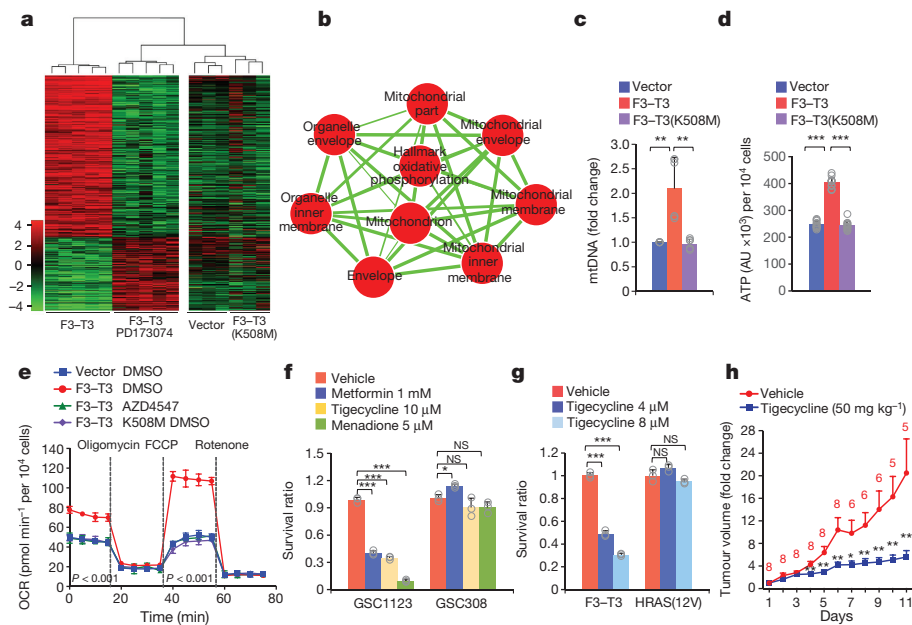 a
4
2
0
−2
−4
F3–T3
F3–T3
PD173074
Vector
F3–T3
(K508M)
b
Mitochondrial
part
Organelle
envelope
Mitochondrial
envelope
Hallmark
oxidative
phosphorylation
Organelle inner
membrane
Mitochondrial
membrane
Mitochondrion
Mitochondrial
inner
membrane
Envelope
c
Vector
F3–T3
F3–T3(K508M)
** **
mtDNA (fold change)
3.0
2.5
2.0
1.5
1.0
0.5
0
d
Vector
F3–T3
F3–T3(K508M)
*** ***
ATP (AU ×10³) per 10⁴ cells
500
400
300
200
100
0
e
Vector DMSO
F3–T3 DMSO
F3–T3 AZD4547
F3–T3 K508M DMSO
OCR (pmol min⁻¹ per 10⁴ cells)
140
120
100
80
60
40
20
0
Oligomycin FCCP Rotenone
P < 0.001 P < 0.001
0 20 40 60 80
Time (min)
f
Vehicle
Metformin 1 mM
Tigecycline 10 μM
Menadione 5 μM
Survival ratio
1.5
1.2
0.9
0.6
0.3
0
***
***
***
NS
NS
*
GSC1123 GSC308
g
Vehicle
Tigecycline 4 μM
Tigecycline 8 μM
Survival ratio
1.4
1.2
1.0
0.8
0.6
0.4
0.2
0
***
***
NS
NS
F3–T3 HRAS(12V)
h
Vehicle
Tigecycline (50 mg kg⁻¹)
Tumour volume (fold change)
25
20
15
10
5
0
8 8 8 8 8 8 6 6 6 5 5
** ** ** * ** ** ** **
1 3 5 7 9 11
Days